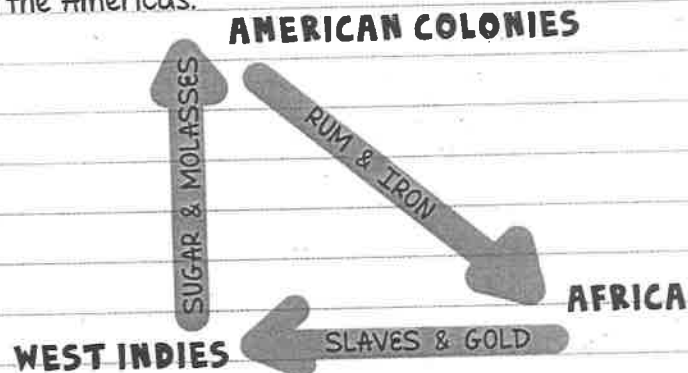 the Americas.
AMERICAN COLONIES
SUGAR & MOLASSES
RUM & IRON
AFRICA
SLAVES & GOLD
WEST INDIES